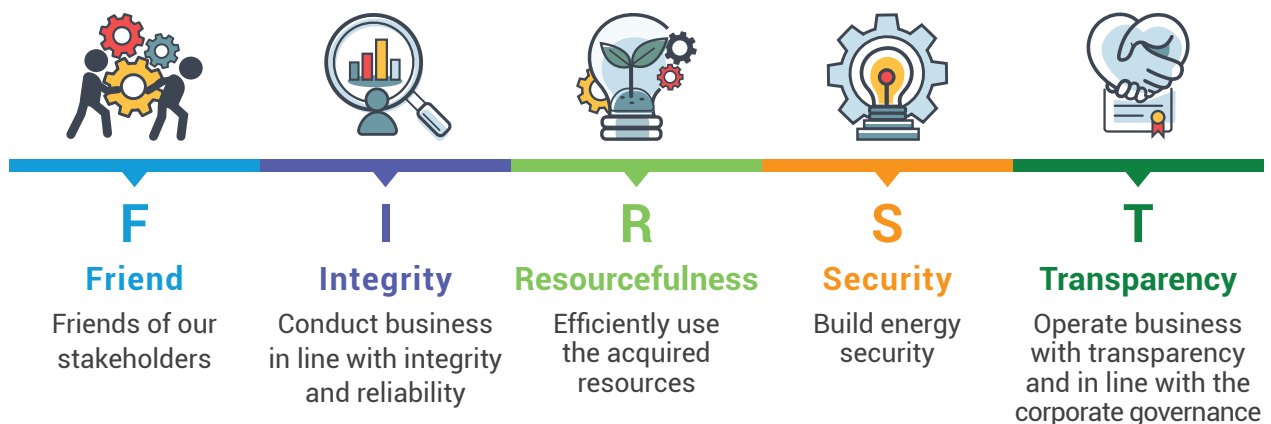 F
Friend
Friends of our
stakeholders
I
Integrity
Conduct business
in line with integrity
and reliability
R
Resourcefulness
Efficiently use
the acquired
resources
S
Security
Build energy
security
T
Transparency
Operate business
with transparency
and in line with the
corporate governance